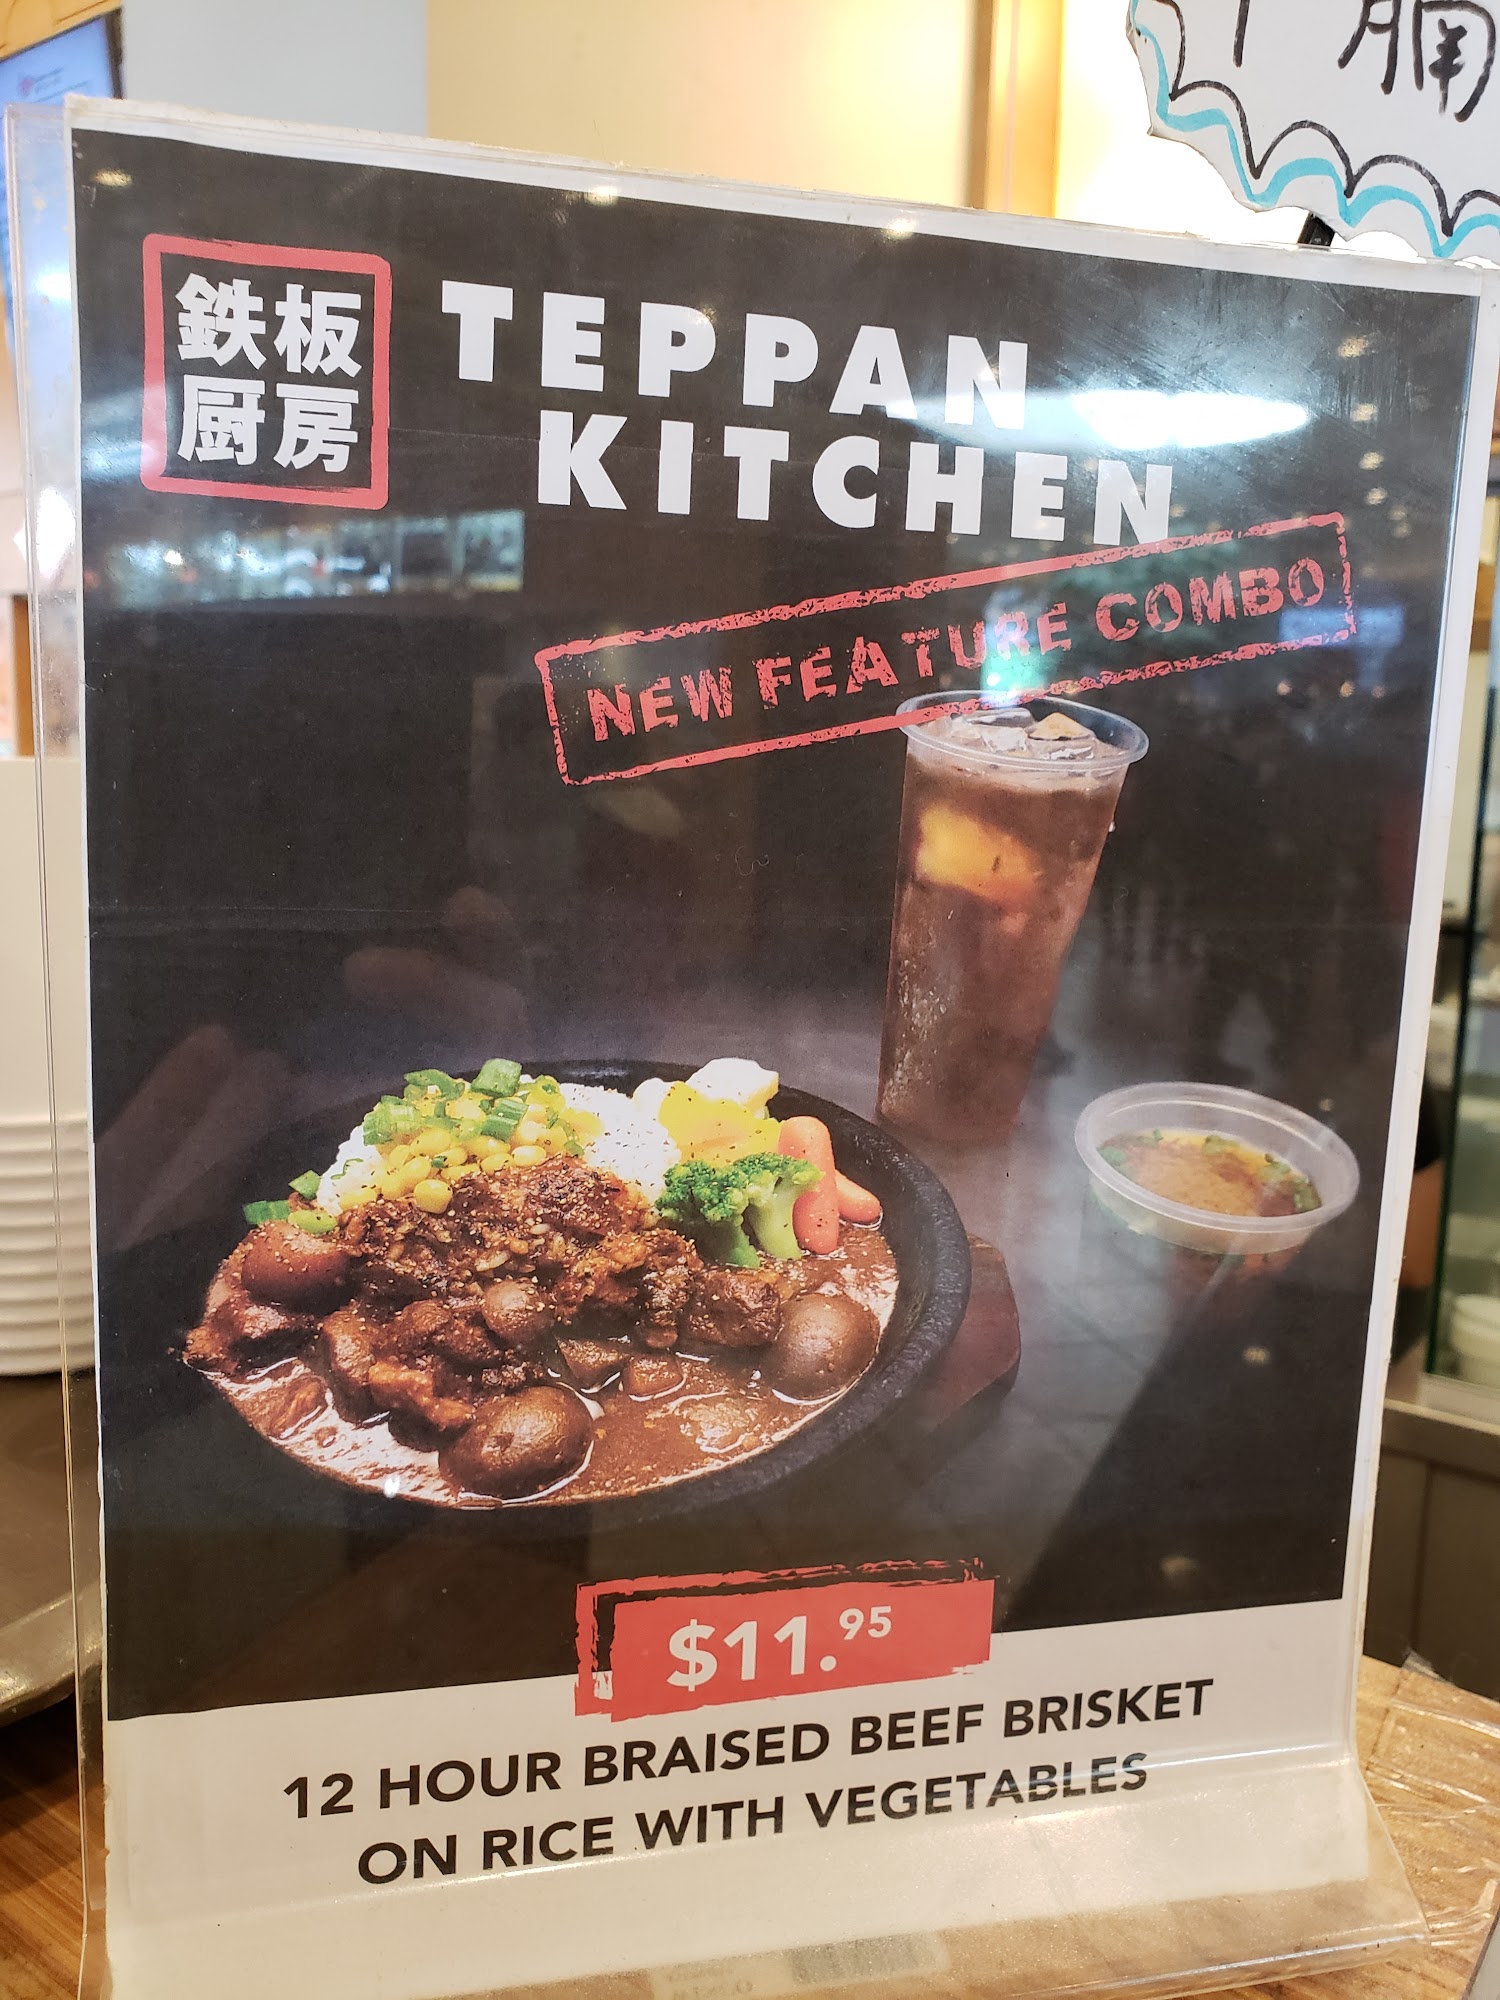 腩
鉄板
厨房
TEPPAN
KITCHEN
NEW FEATURE COMBO
$11.95
12 HOUR BRAISED BEEF BRISKET
ON RICE WITH VEGETABLES